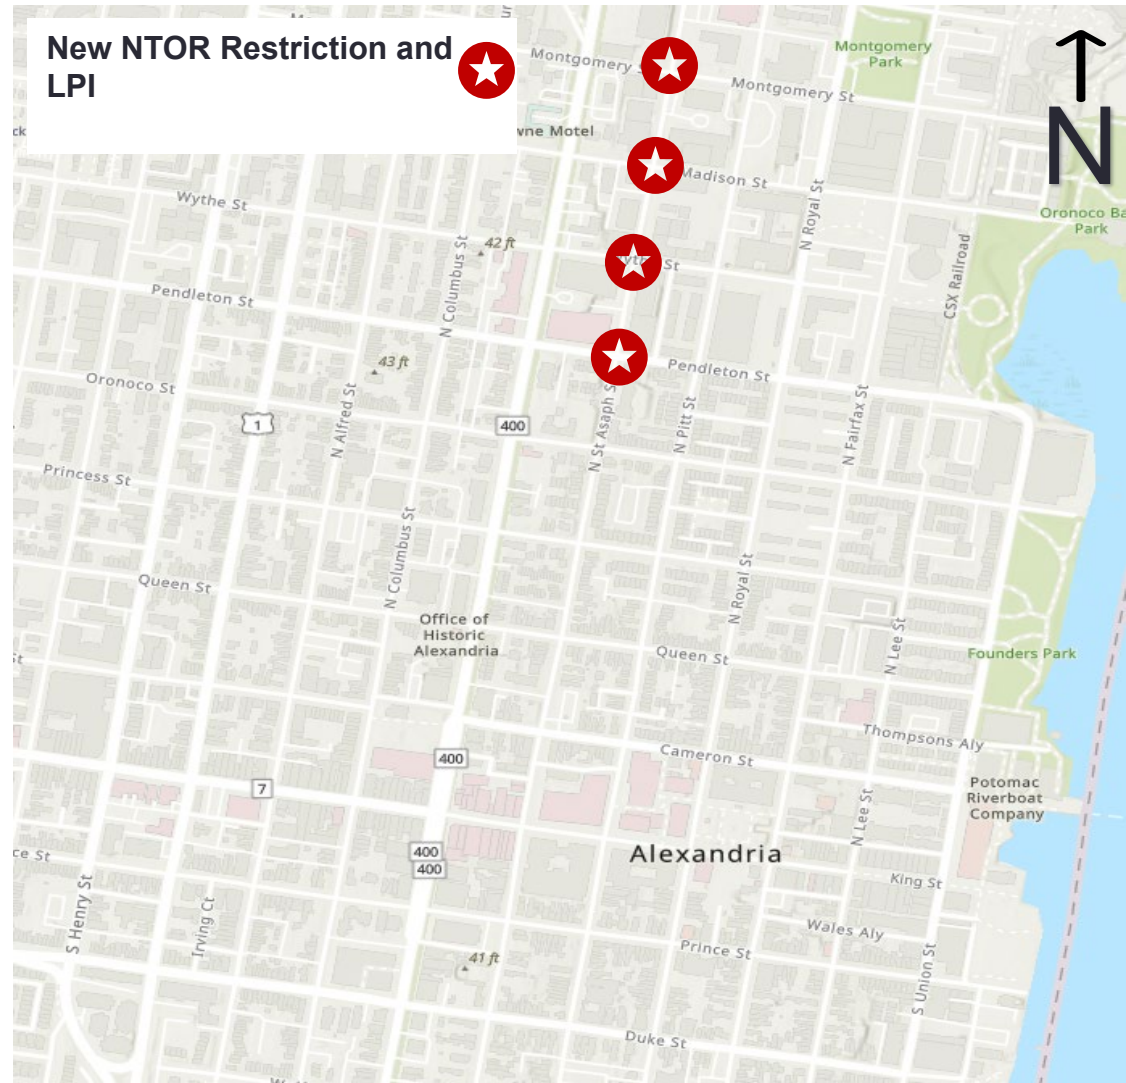 New NTOR Restriction and
LPI
Montgomery
Park
Montgomery St
N
Madison St
Oronoco
Park
Wythe St
N Royal St
42 ft
N Columbus St
CSX Railroad
Pendleton St
43 ft
Pendleton St
Oronoco St
N Alfred St
N St Asaph
N Pitt St
N Fairfax St
1
400
Princess St
N Columbus St
Queen St
N Royal St
Office of
Historic
Alexandria
N Lee St
Queen St
Founders Park
Thompsons Aly
Cameron St
400
7
Potomac
Riverboat
Company
N Lee St
400
400
Alexandria
King St
S Henry St
Irving Ct
Wales Aly
Prince St
41 ft
S Union St
Duke St